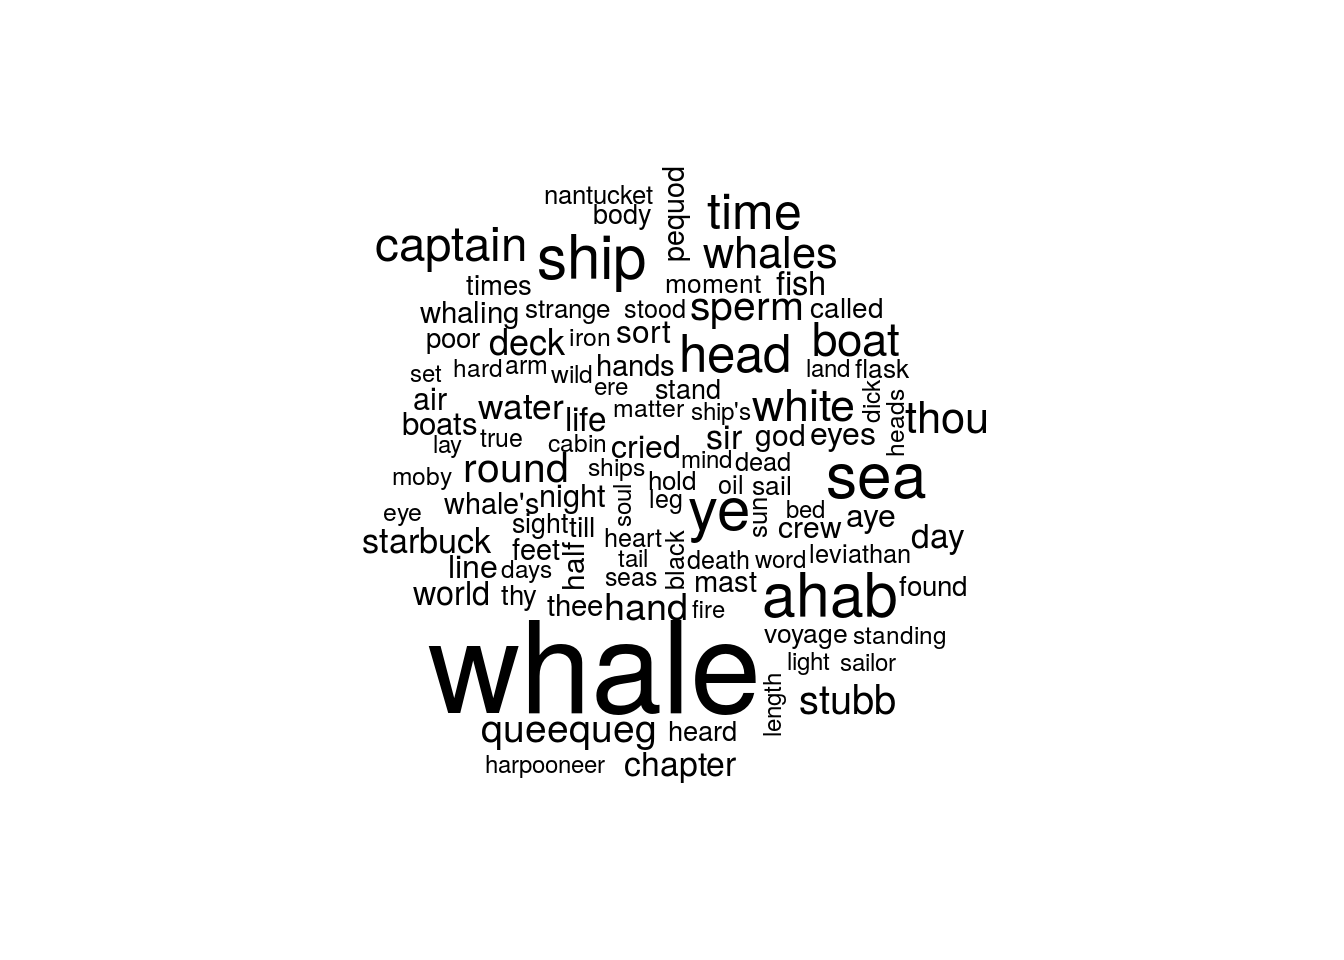 nantucket
pequod
body
time
captain
ship
whales
times
moment
fish
whaling
strange
stood
sperm
called
poor
deck
iron
sort
head
boat
set
hard
arm
wild
hands
land
flask
air
ere
stand
dick
boats
water
life
matter
ship's
white
heads
thou
lay
true
cabin
cried
sir
god
eyes
moby
round
ships
mind
dead
sea
whale's
night
soul
hold
leg
oil
sail
ye
sun
bed
eye
sight
till
crew
aye
starbuck
feet
half
heart
black
day
line
days
tail
death
word
leviathan
world
thy
seas
mast
ahab
found
thee
hand
fire
whale
voyage
standing
light
sailor
length
stubb
queequeg
heard
harpooneer
chapter